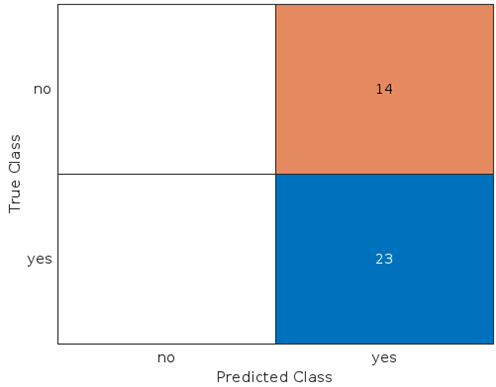 no
14
True Class
yes
23
no
yes
Predicted Class